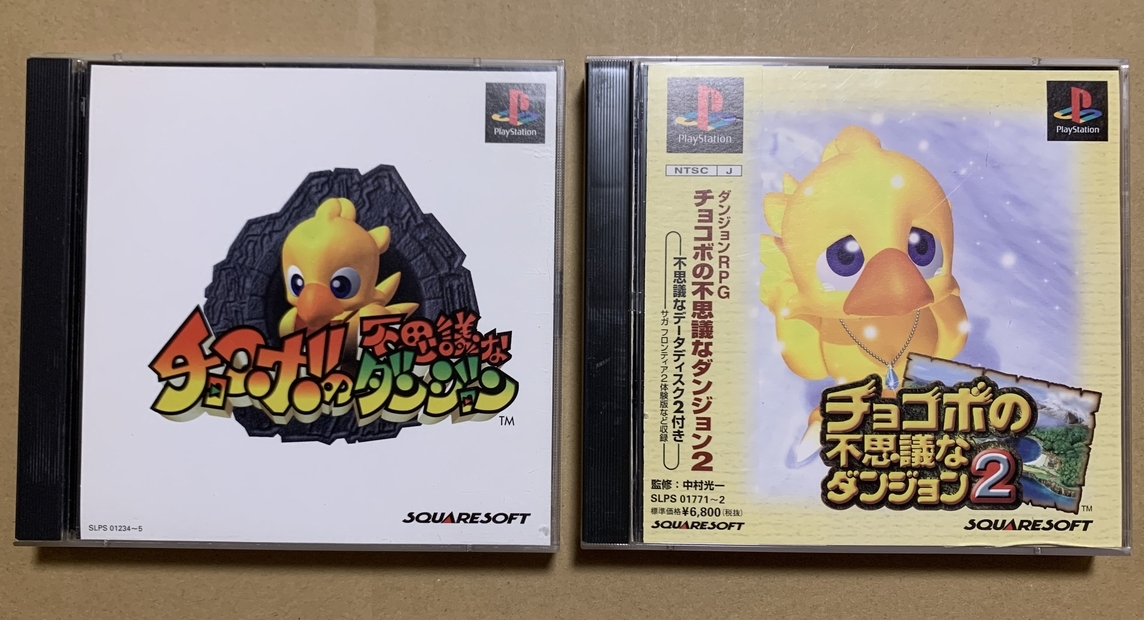 PlayStation
チョコボの不思議な
ダンジョン
TM
SLPS 01234~5
SQUARESOFT
PlayStation
NTSC J
ダンジョンRPG
チョコボの不思議なダンジョン2
不思議なデータディスク2付き
サガ フロンティア2体験版など収録
監修:中村光一
SLPS 01771~2
標準価格¥6,800(税抜)
SQUARESOFT
PlayStation
チョコボの
不思議な
ダンジョン2
TM
SQUARESOFT